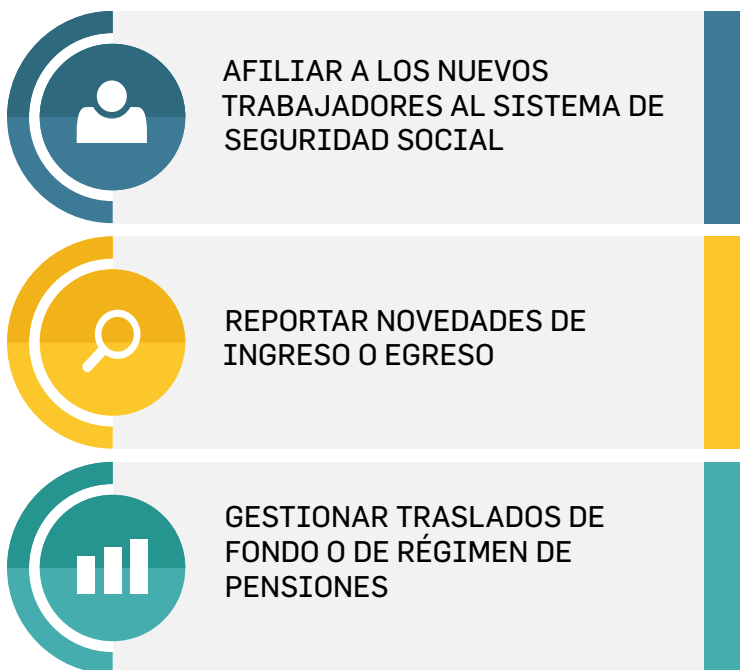 AFILIAR A LOS NUEVOS
TRABAJADORES AL SISTEMA DE
SEGURIDAD SOCIAL
REPORTAR NOVEDADES DE
INGRESO O EGRESO
GESTIONAR TRASLADOS DE
FONDO O DE RÉGIMEN DE
PENSIONES